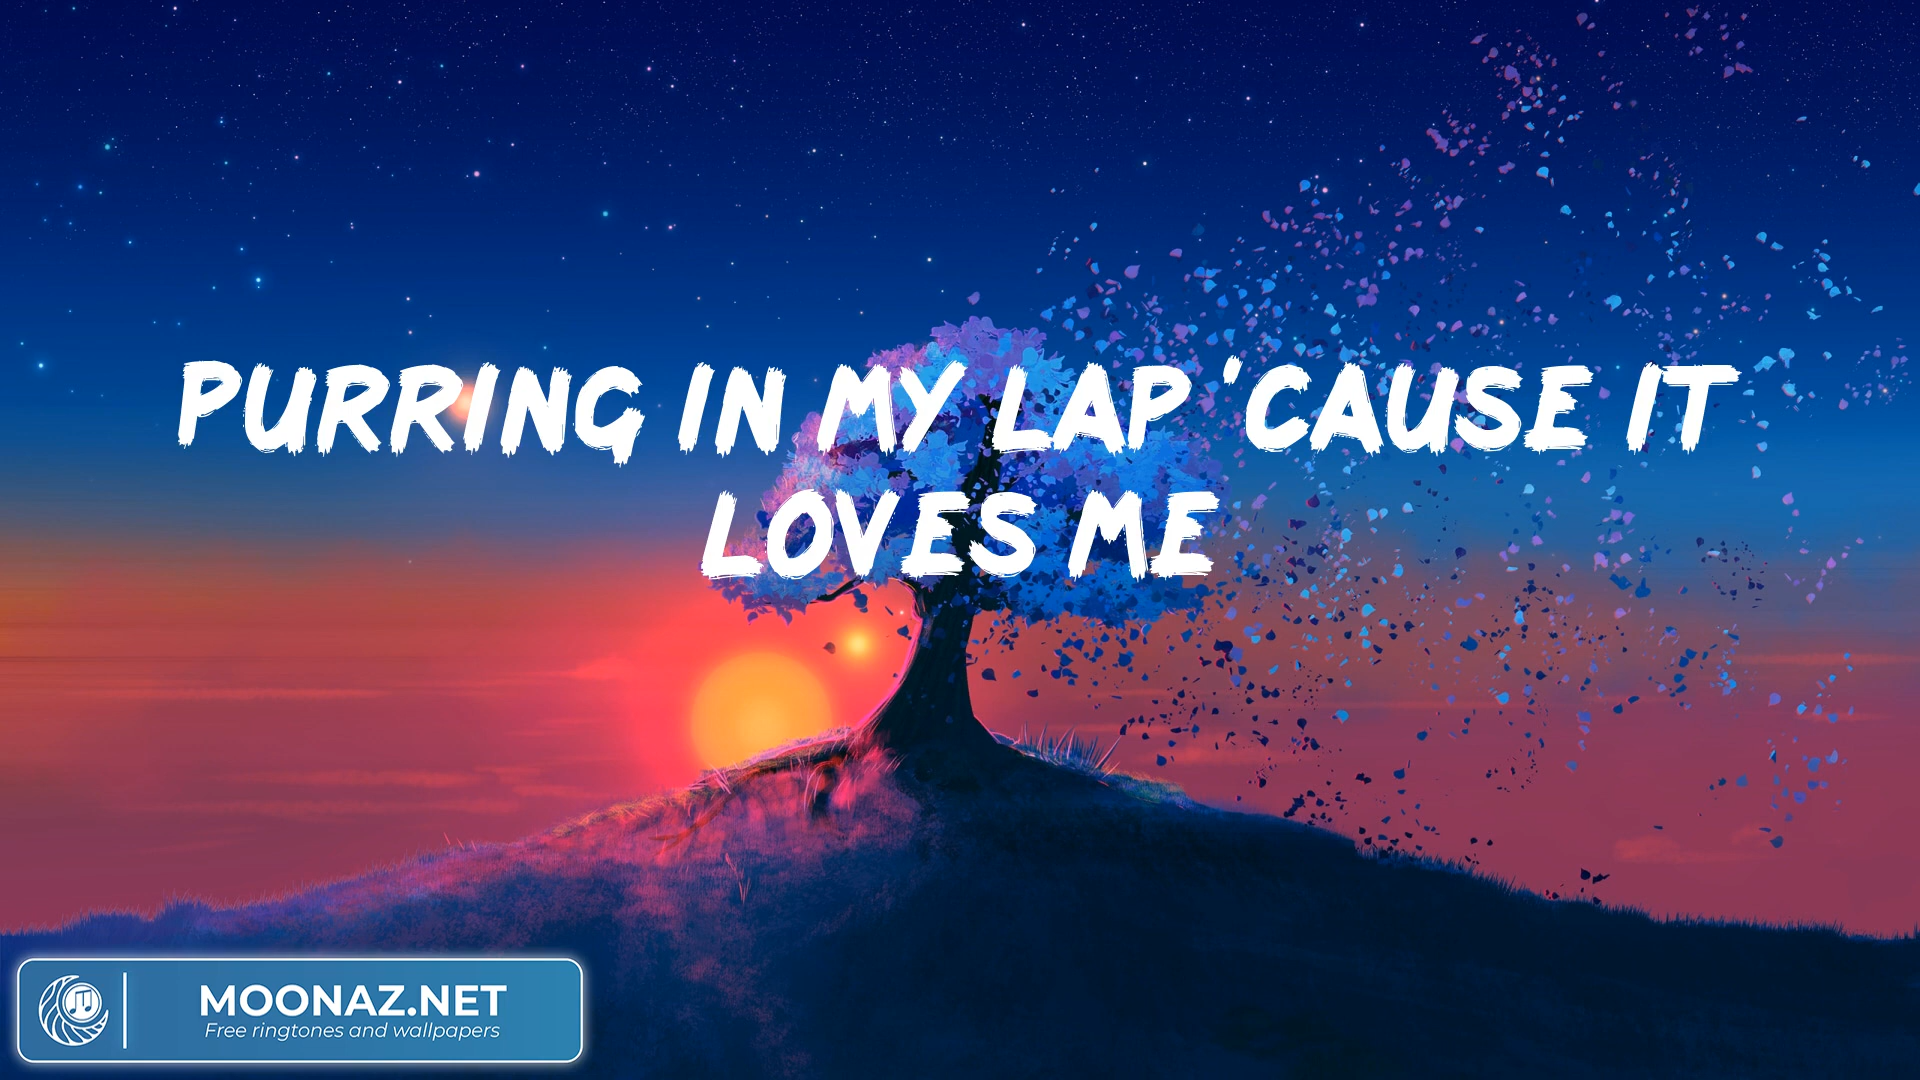 PURRING IN MY LAP 'CAUSE IT
LOVES ME
MOONAZ.NET
Free ringtones and wallpapers